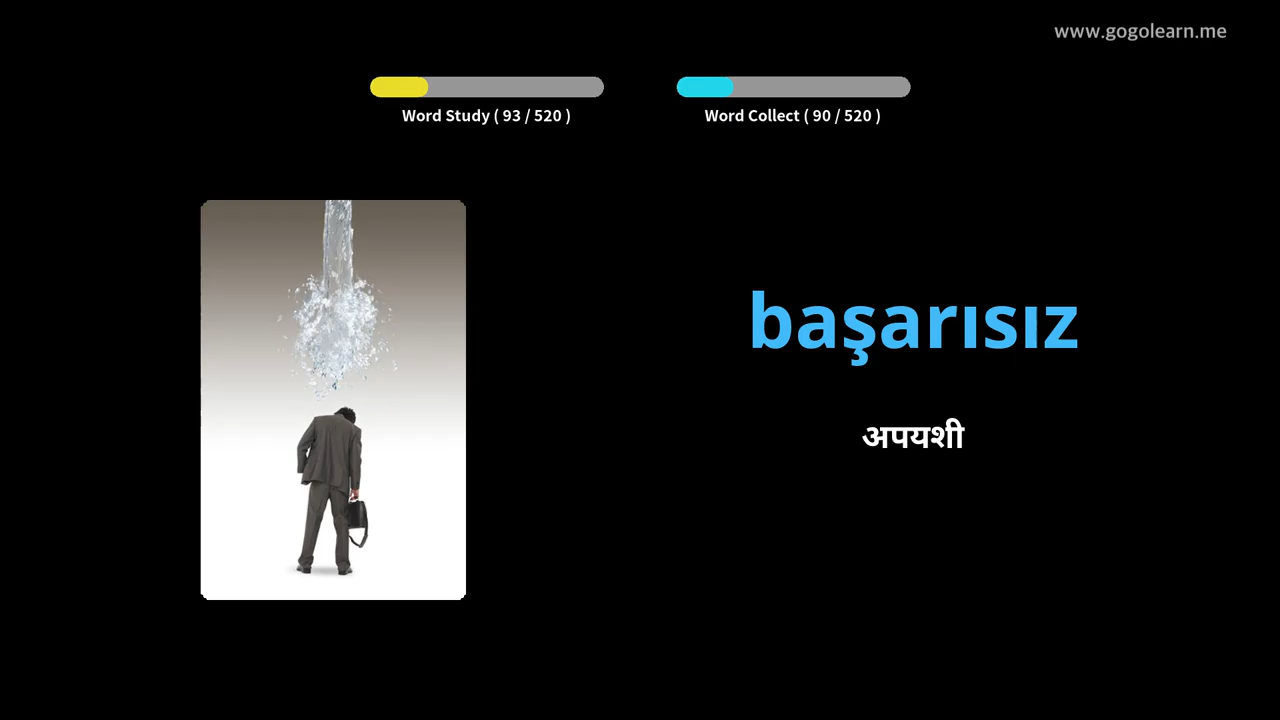 www.gogolearn.me
Word Study ( 93 / 520 )
Word Collect ( 90 / 520 )
başarısız
अपयशी